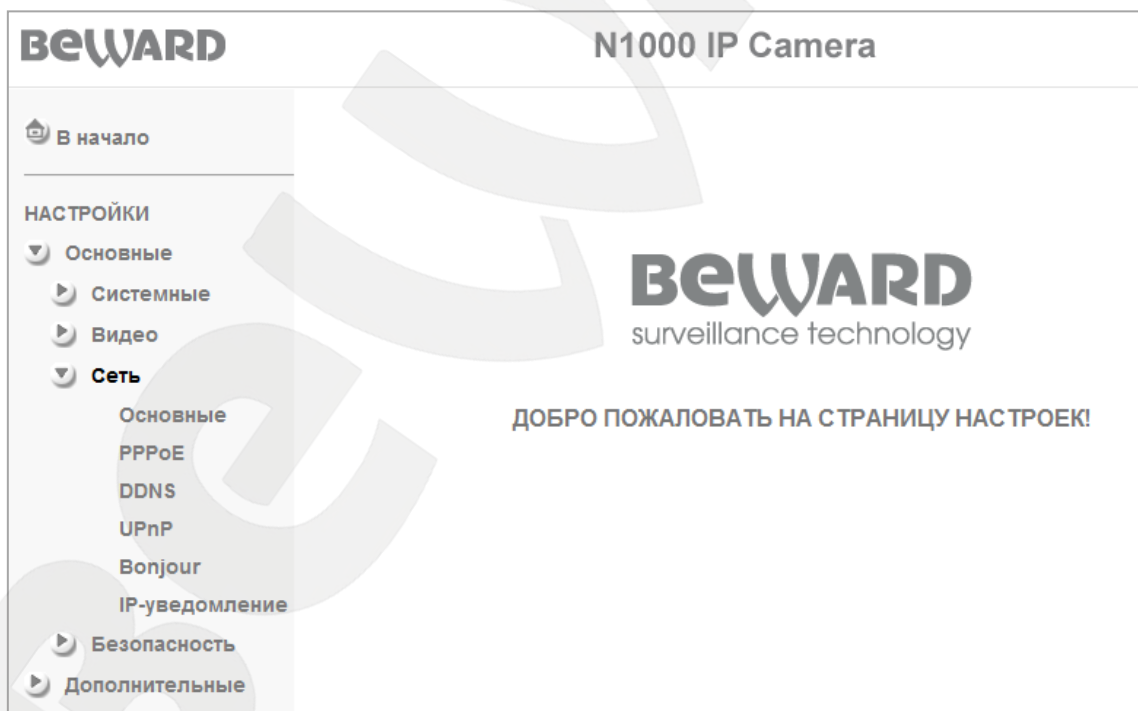 BEWARD
N1000 IP Camera
В начало
НАСТРОЙКИ
Основные
Системные
Видео
Сеть
Основные
PPPoE
DDNS
UPnP
Bonjour
IP-уведомление
Безопасность
Дополнительные
BEWARD
surveillance technology
ДОБРО ПОЖАЛОВАТЬ НА СТРАНИЦУ НАСТРОЕК!